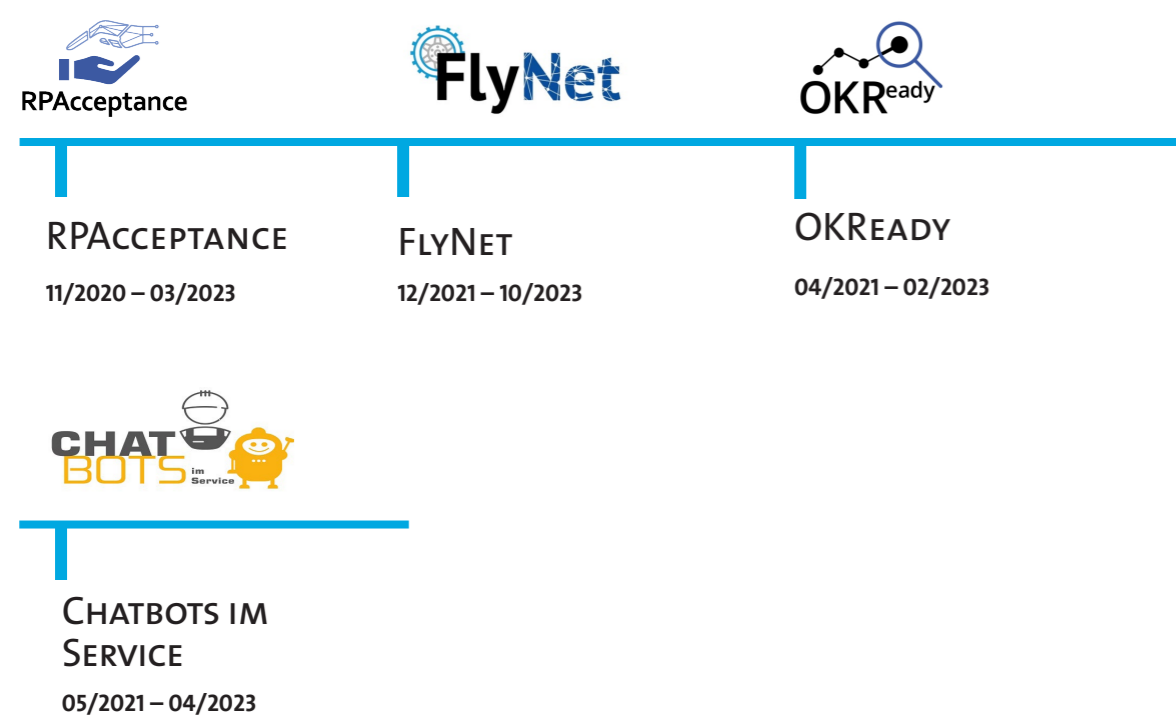 RPAcceptance
FlyNet
OKReady
RPAcceptance
11/2020 – 03/2023
FlyNet
12/2021 – 10/2023
OKReady
04/2021 – 02/2023
CHAT
BOTS im
Service
Chatbots im
Service
05/2021 – 04/2023